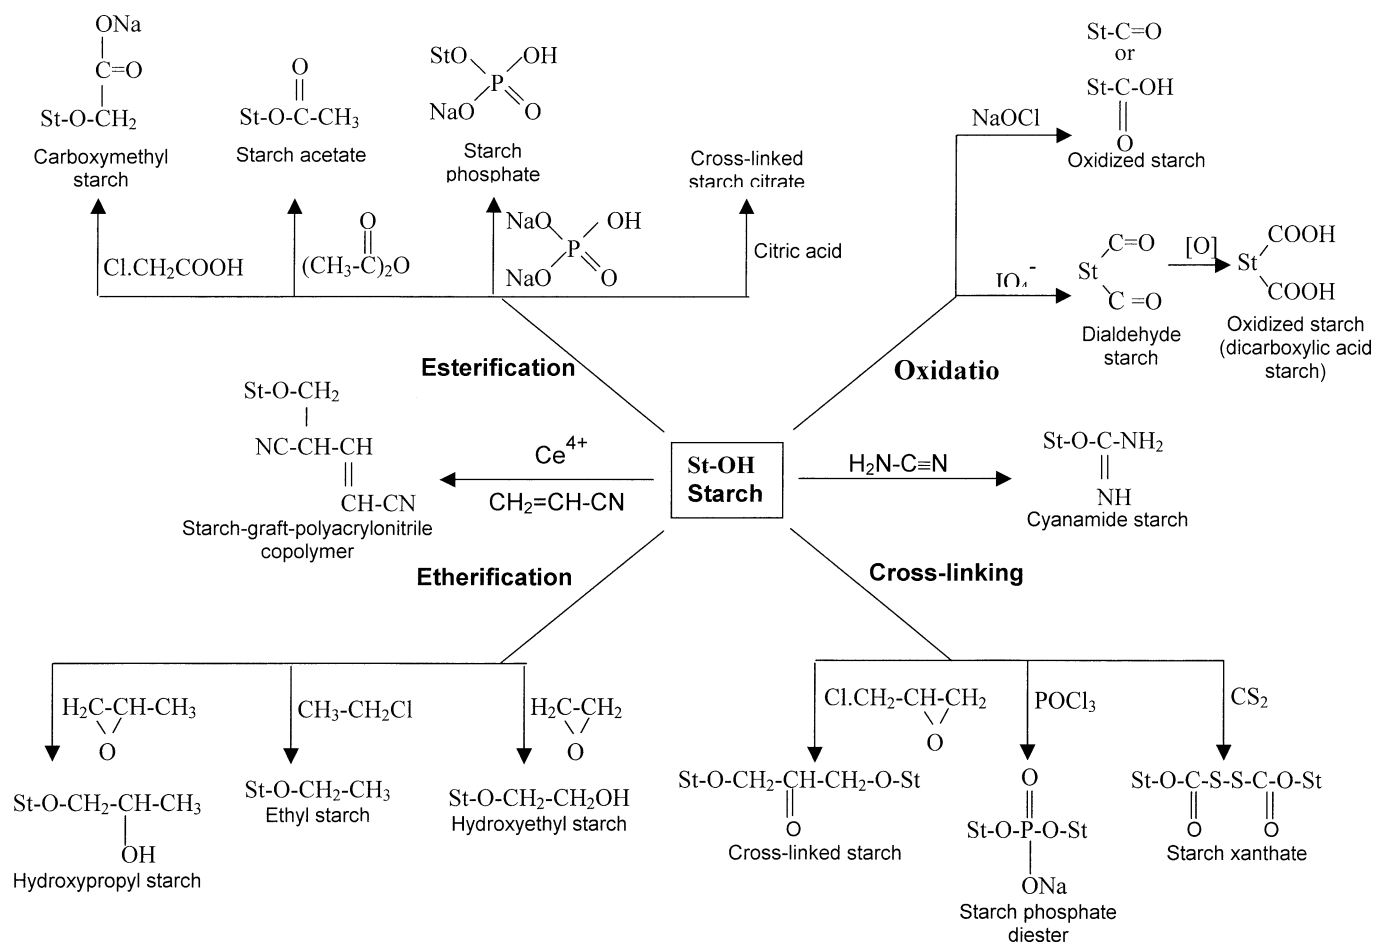 ONa
C=O
St-O-CH2
Carboxymethyl
starch
O
St-O-C-CH3
Starch acetate
StO
OH
P
NaO
O
Starch
phosphate
Cross-linked
starch citrate
Cl.CH2COOH
O
(CH3-C)2O
NaO
OH
P
NaO
O
Citric acid
Esterification
St-C=O
or
St-C-OH
O
NaOCl
Oxidized starch
IO4-
C=O
St
C=O
Dialdehyde
starch
[O]
COOH
St
COOH
Oxidized starch
(dicarboxylic acid
starch)
Oxidatio
St-O-CH2
NC-CH-CH
CH-CN
Starch-graft-polyacrylonitrile
copolymer
Ce4+
CH2=CH-CN
St-OH
Starch
H2N-C≡N
St-O-C-NH2
NH
Cyanamide starch
Etherification
Cross-linking
H2C-CH-CH3
O
St-O-CH2-CH-CH3
OH
Hydroxypropyl starch
CH3-CH2Cl
St-O-CH2-CH3
Ethyl starch
H2C-CH2
O
St-O-CH2-CH2OH
Hydroxyethyl starch
Cl.CH2-CH-CH2
O
St-O-CH2-CH-CH2-O-St
O
Cross-linked starch
POCl3
O
St-O-P-O-St
ONa
Starch phosphate
diester
CS2
St-O-C-S-S-C-O-St
O O
Starch xanthate